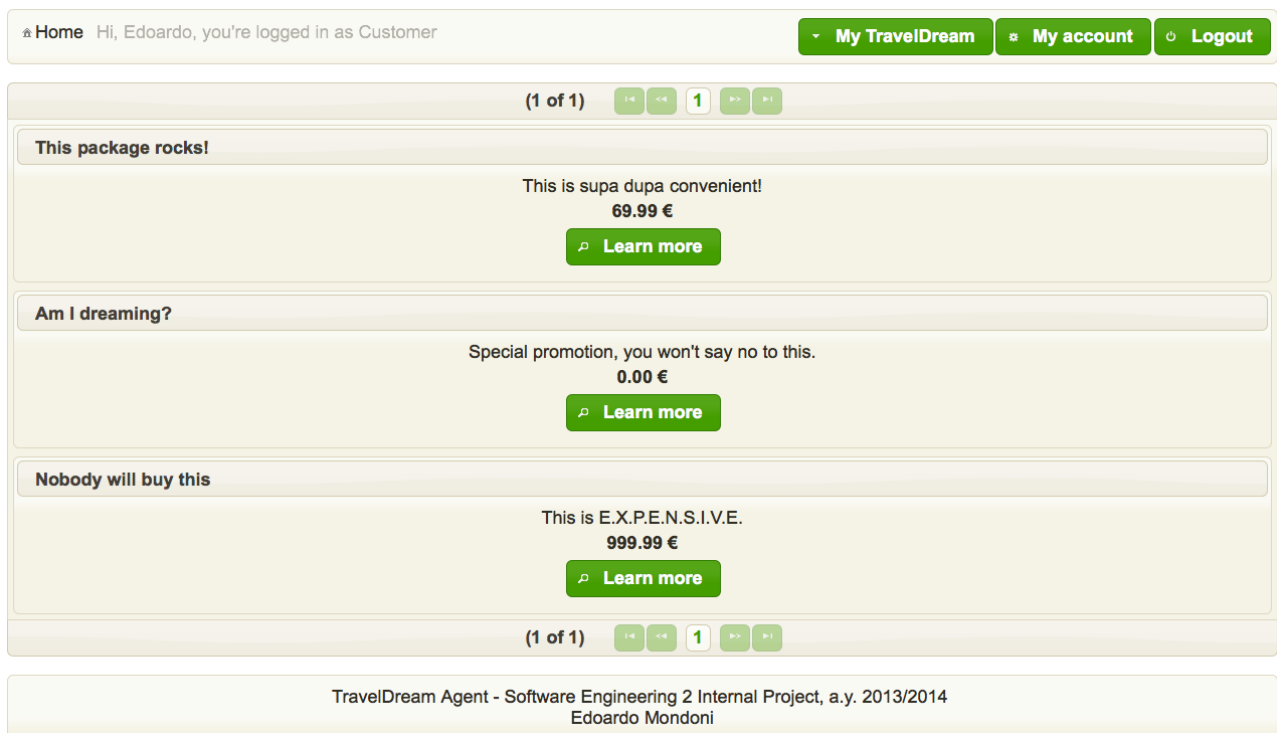 Home Hi, Edoardo, you're logged in as Customer My TravelDream My account Logout
(1 of 1) 1
This package rocks!
This is supa dupa convenient!
69.99 €
Learn more
Am I dreaming?
Special promotion, you won't say no to this.
0.00 €
Learn more
Nobody will buy this
This is E.X.P.E.N.S.I.V.E.
999.99 €
Learn more
(1 of 1) 1
TravelDream Agent - Software Engineering 2 Internal Project, a.y. 2013/2014
Edoardo Mondoni